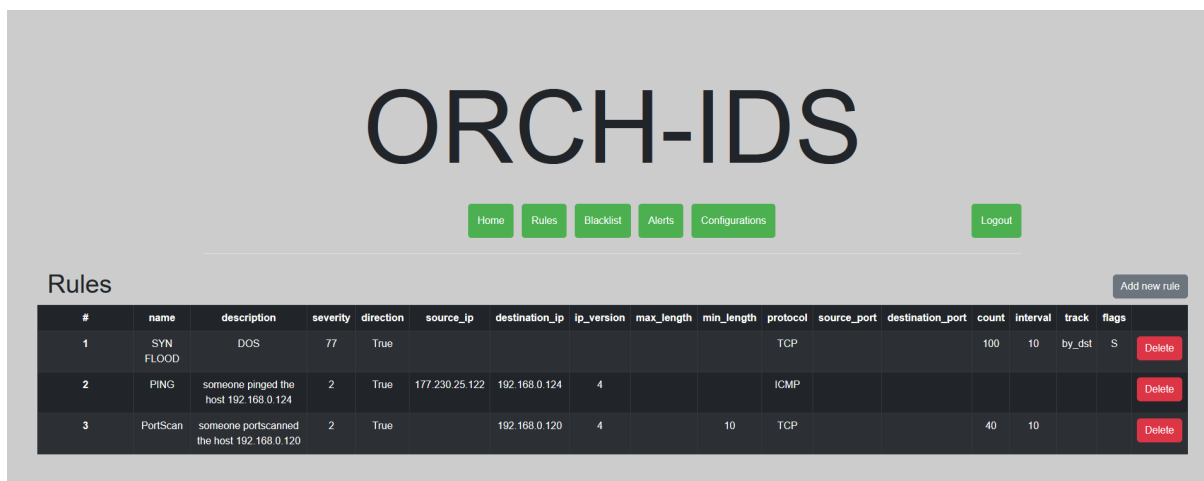 ORCH-IDS
Home Rules Blacklist Alerts Configurations Logout
Rules Add new rule
# name description severity direction source_ip destination_ip ip_version max_length min_length protocol source_port destination_port count interval track flags
1 SYN FLOOD DOS 77 True TCP 100 10 by_dst S Delete
2 PING someone pinged the host 192.168.0.124 2 True 177.230.25.122 192.168.0.124 4 ICMP Delete
3 PortScan someone portscanned the host 192.168.0.120 2 True 192.168.0.120 4 10 TCP 40 10 Delete